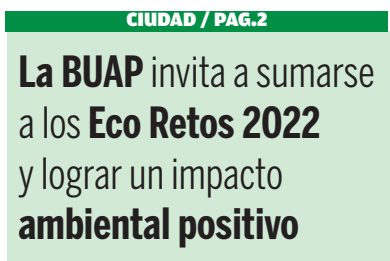 CIUDAD / PAG.2
La BUAP invita a sumarse
a los Eco Retos 2022
y lograr un impacto
ambiental positivo